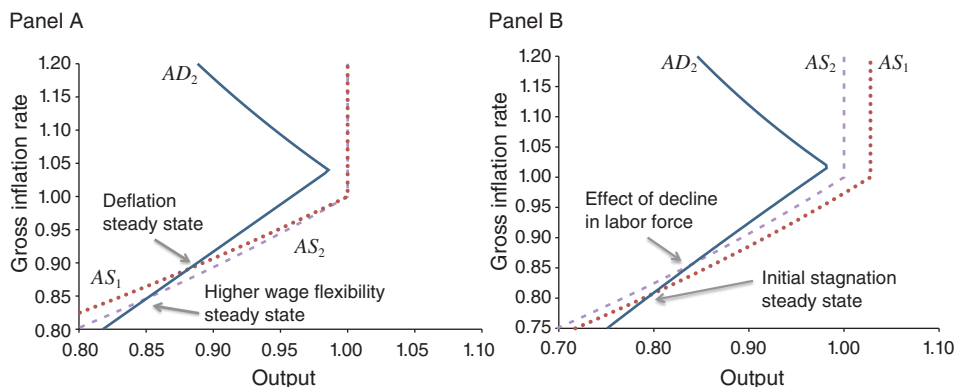 Panel A
Gross inflation rate
1.20
1.15
1.10
1.05
1.00
0.95
0.90
0.85
0.80
AD2
Deflation
steady state
AS1
AS2
Higher wage flexibility
steady state
0.80
0.85
0.90
0.95
1.00
1.05
1.10
Output
Panel B
Gross inflation rate
1.20
1.15
1.10
1.05
1.00
0.95
0.90
0.85
0.80
0.75
AD2
AS2
AS1
Effect of decline
in labor force
Initial stagnation
steady state
0.70
0.80
0.90
1.00
1.10
Output